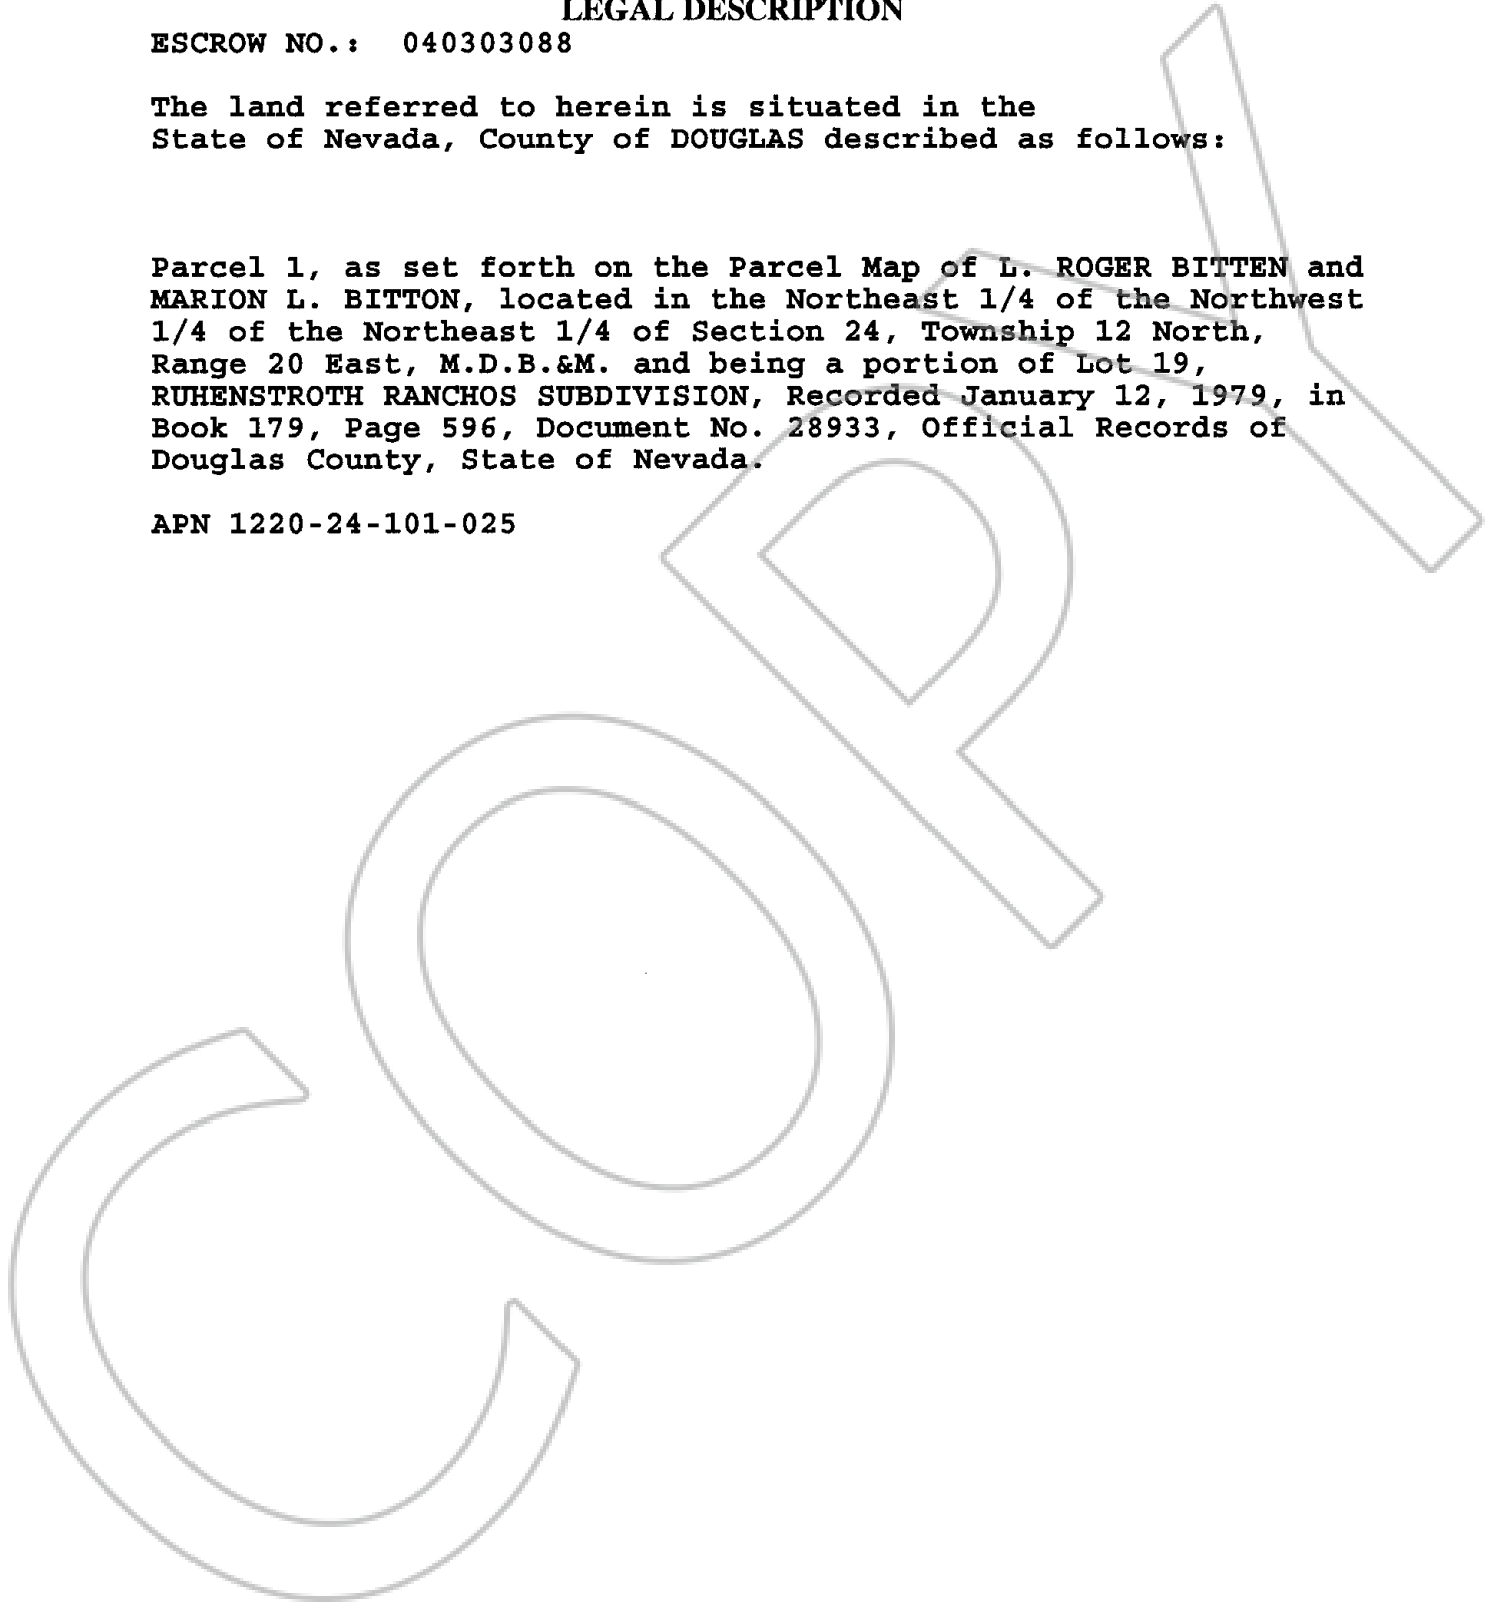 LEGAL DESCRIPTION
ESCROW NO.: 040303088
The land referred to herein is situated in the
State of Nevada, County of DOUGLAS described as follows:
Parcel 1, as set forth on the Parcel Map of L. ROGER BITTEN and
MARION L. BITTON, located in the Northeast 1/4 of the Northwest
1/4 of the Northeast 1/4 of Section 24, Township 12 North,
Range 20 East, M.D.B.&M. and being a portion of Lot 19,
RUHENSTROTH RANCHOS SUBDIVISION, Recorded January 12, 1979, in
Book 179, Page 596, Document No. 28933, Official Records of
Douglas County, State of Nevada.
APN 1220-24-101-025
COPY